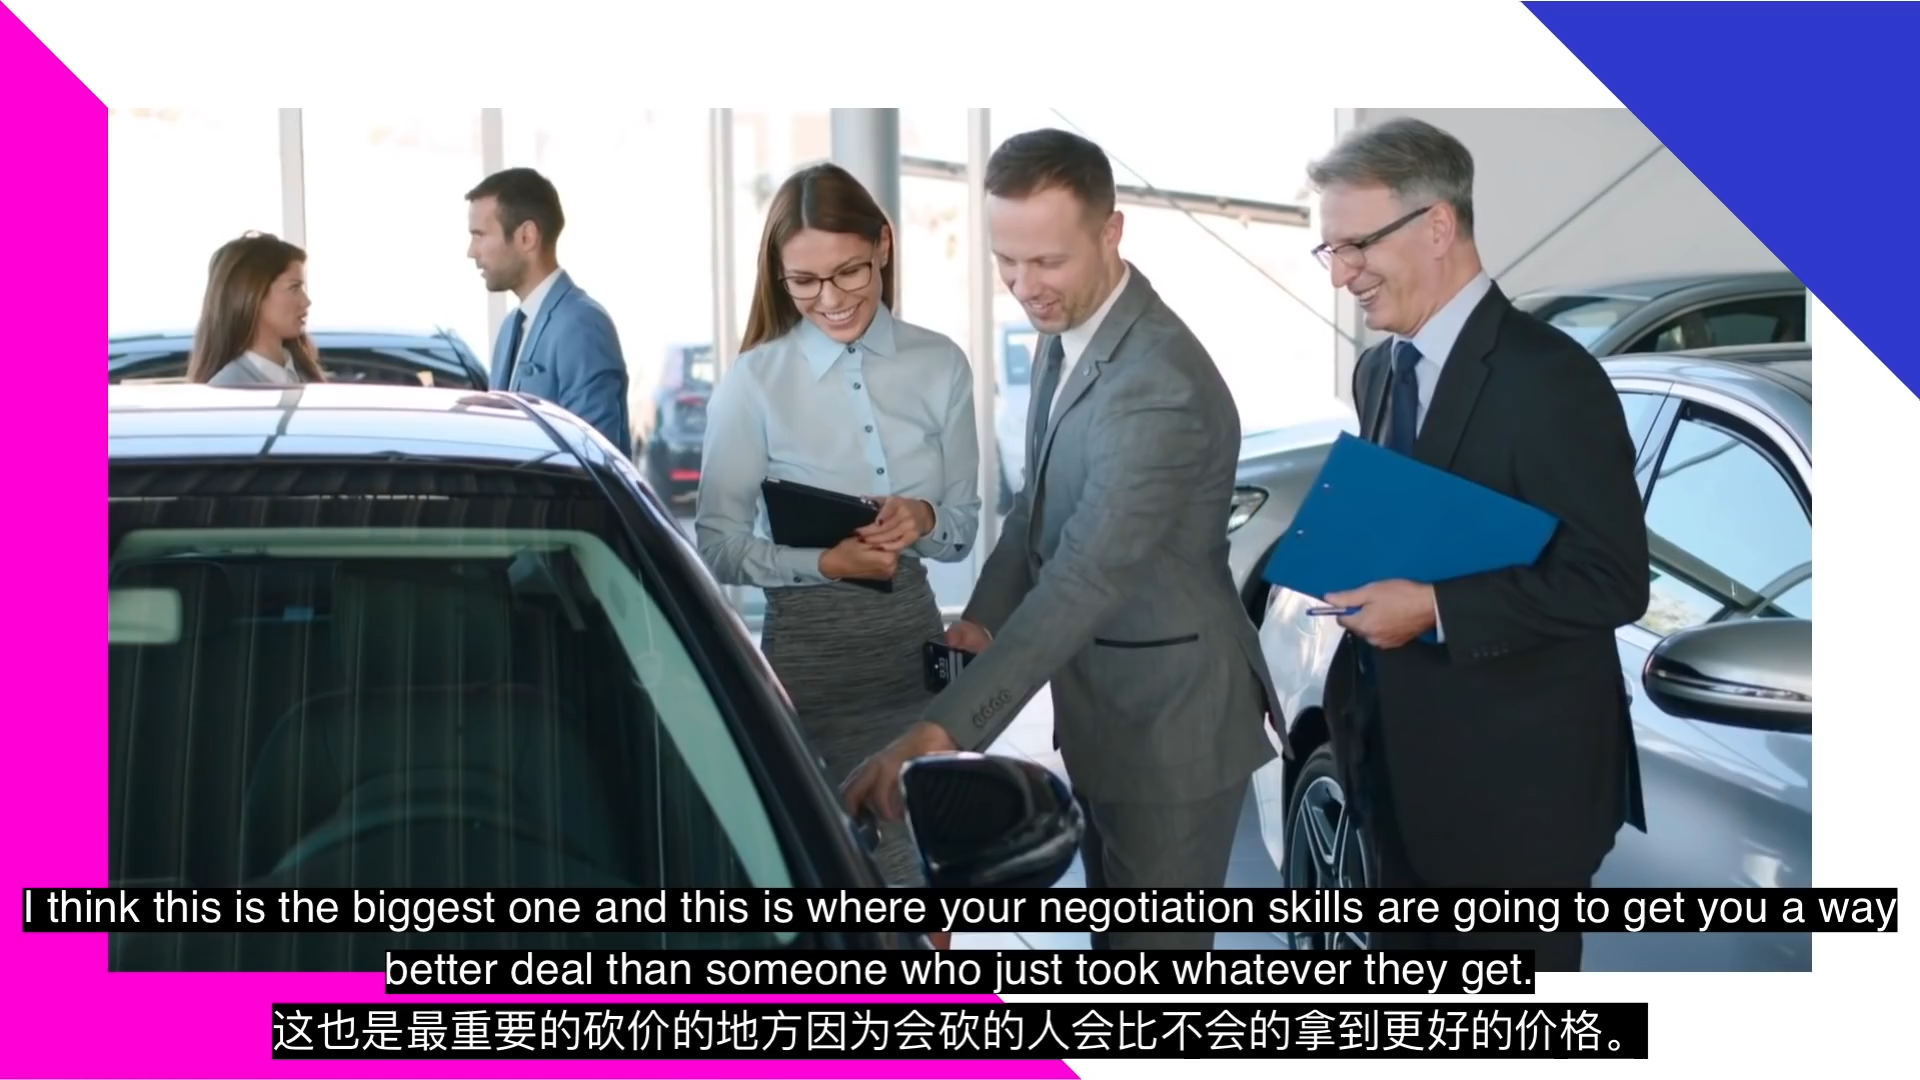 I think this is the biggest one and this is where your negotiation skills are going to get you a way
better deal than someone who just took whatever they get.
这也是最重要的砍价的地方因为会砍的人会比不会的拿到更好的价格。